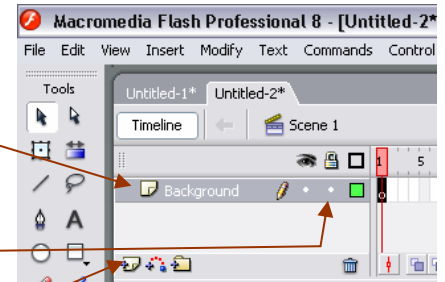 Macromedia Flash Professional 8 - [Untitled-2*
File Edit View Insert Modify Text Commands Control
Tools
Untitled-1* Untitled-2*
Timeline Scene 1
1 5
Background
A